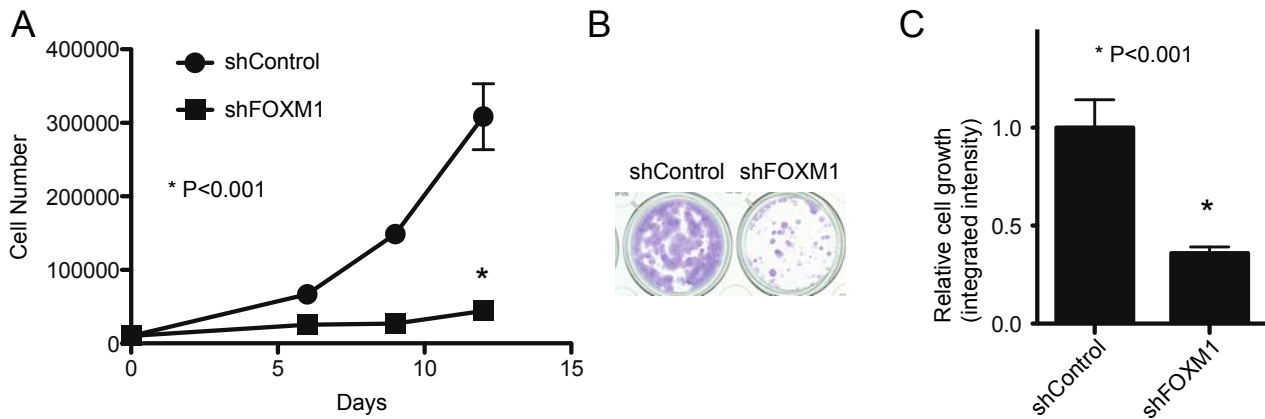 A
400000
300000
200000
100000
0
Cell Number
shControl
shFOXM1
* P<0.001
*
0
5
10
15
Days
B
shControl shFOXM1
C
Relative cell growth
(integrated intensity)
1.0
0.5
0.0
* P<0.001
*
shControl
shFOXM1